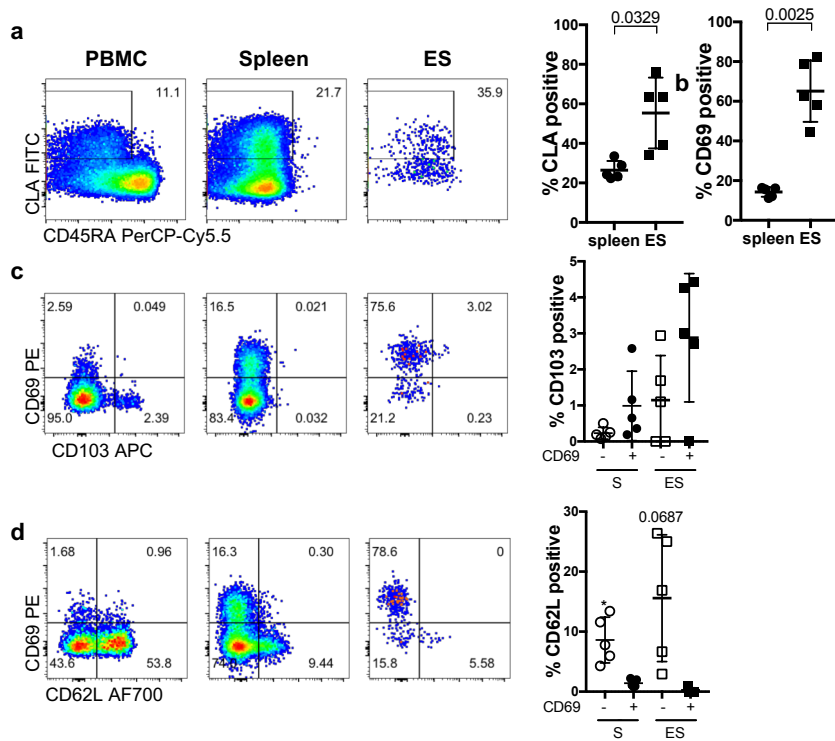 a
PBMC Spleen ES
11.1 21.7 35.9
CLA FITC
CD45RA PerCP-Cy5.5
0.0329
% CLA positive
100
80
60
40
20
0
spleen ES
b
0.0025
% CD69 positive
100
80
60
40
20
0
spleen ES
c
2.59 0.049 16.5 0.021 75.6 3.02
CD69 PE
95.0 2.39 83.4 0.032 21.2 0.23
CD103 APC
% CD103 positive
5
4
3
2
1
0
CD69 - + - +
S ES
d
1.68 0.96 16.3 0.30 78.6 0
CD69 PE
43.6 53.8 9.44 15.8 5.58
CD62L AF700
0.0687
% CD62L positive
30
20
10
0
*
CD69 - + - +
S ES